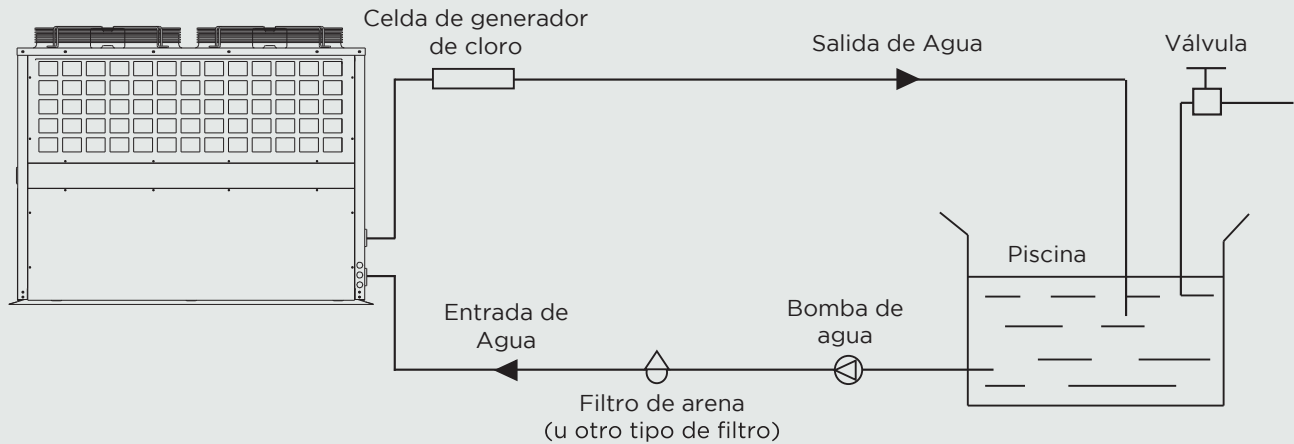 Celda de generador
de cloro
Salida de Agua
Válvula
Piscina
Entrada de
Agua
Bomba de
agua
Filtro de arena
(u otro tipo de filtro)